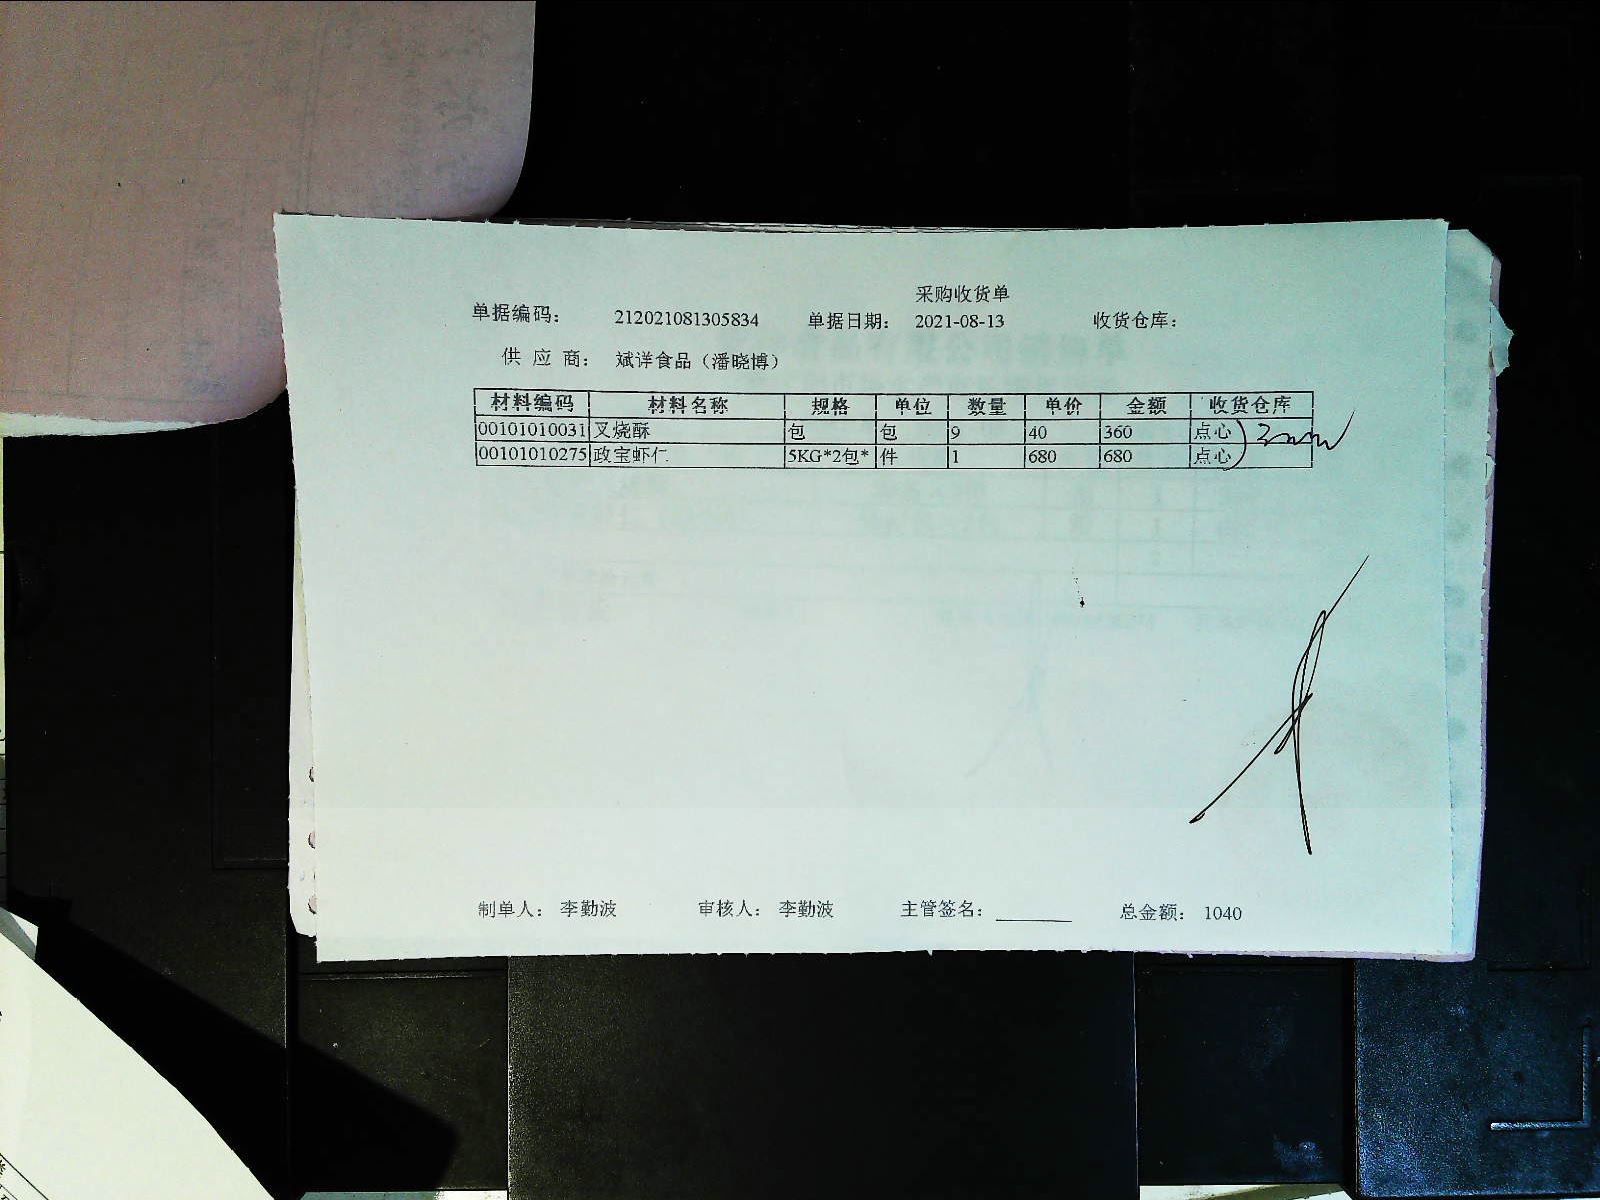 采购收货单
单据编码： 212021081305834 单据日期： 2021-08-13 收货仓库：
供 应 商： 斌详食品（潘晓博）
材料编码 材料名称 规格 单位 数量 单价 金额 收货仓库
00101010031 叉烧酥 包 包 9 40 360 点心
00101010275 政宝虾仁 5KG*2包* 件 1 680 680 点心
制单人： 李勤波 审核人： 李勤波 主管签名： 总金额： 1040